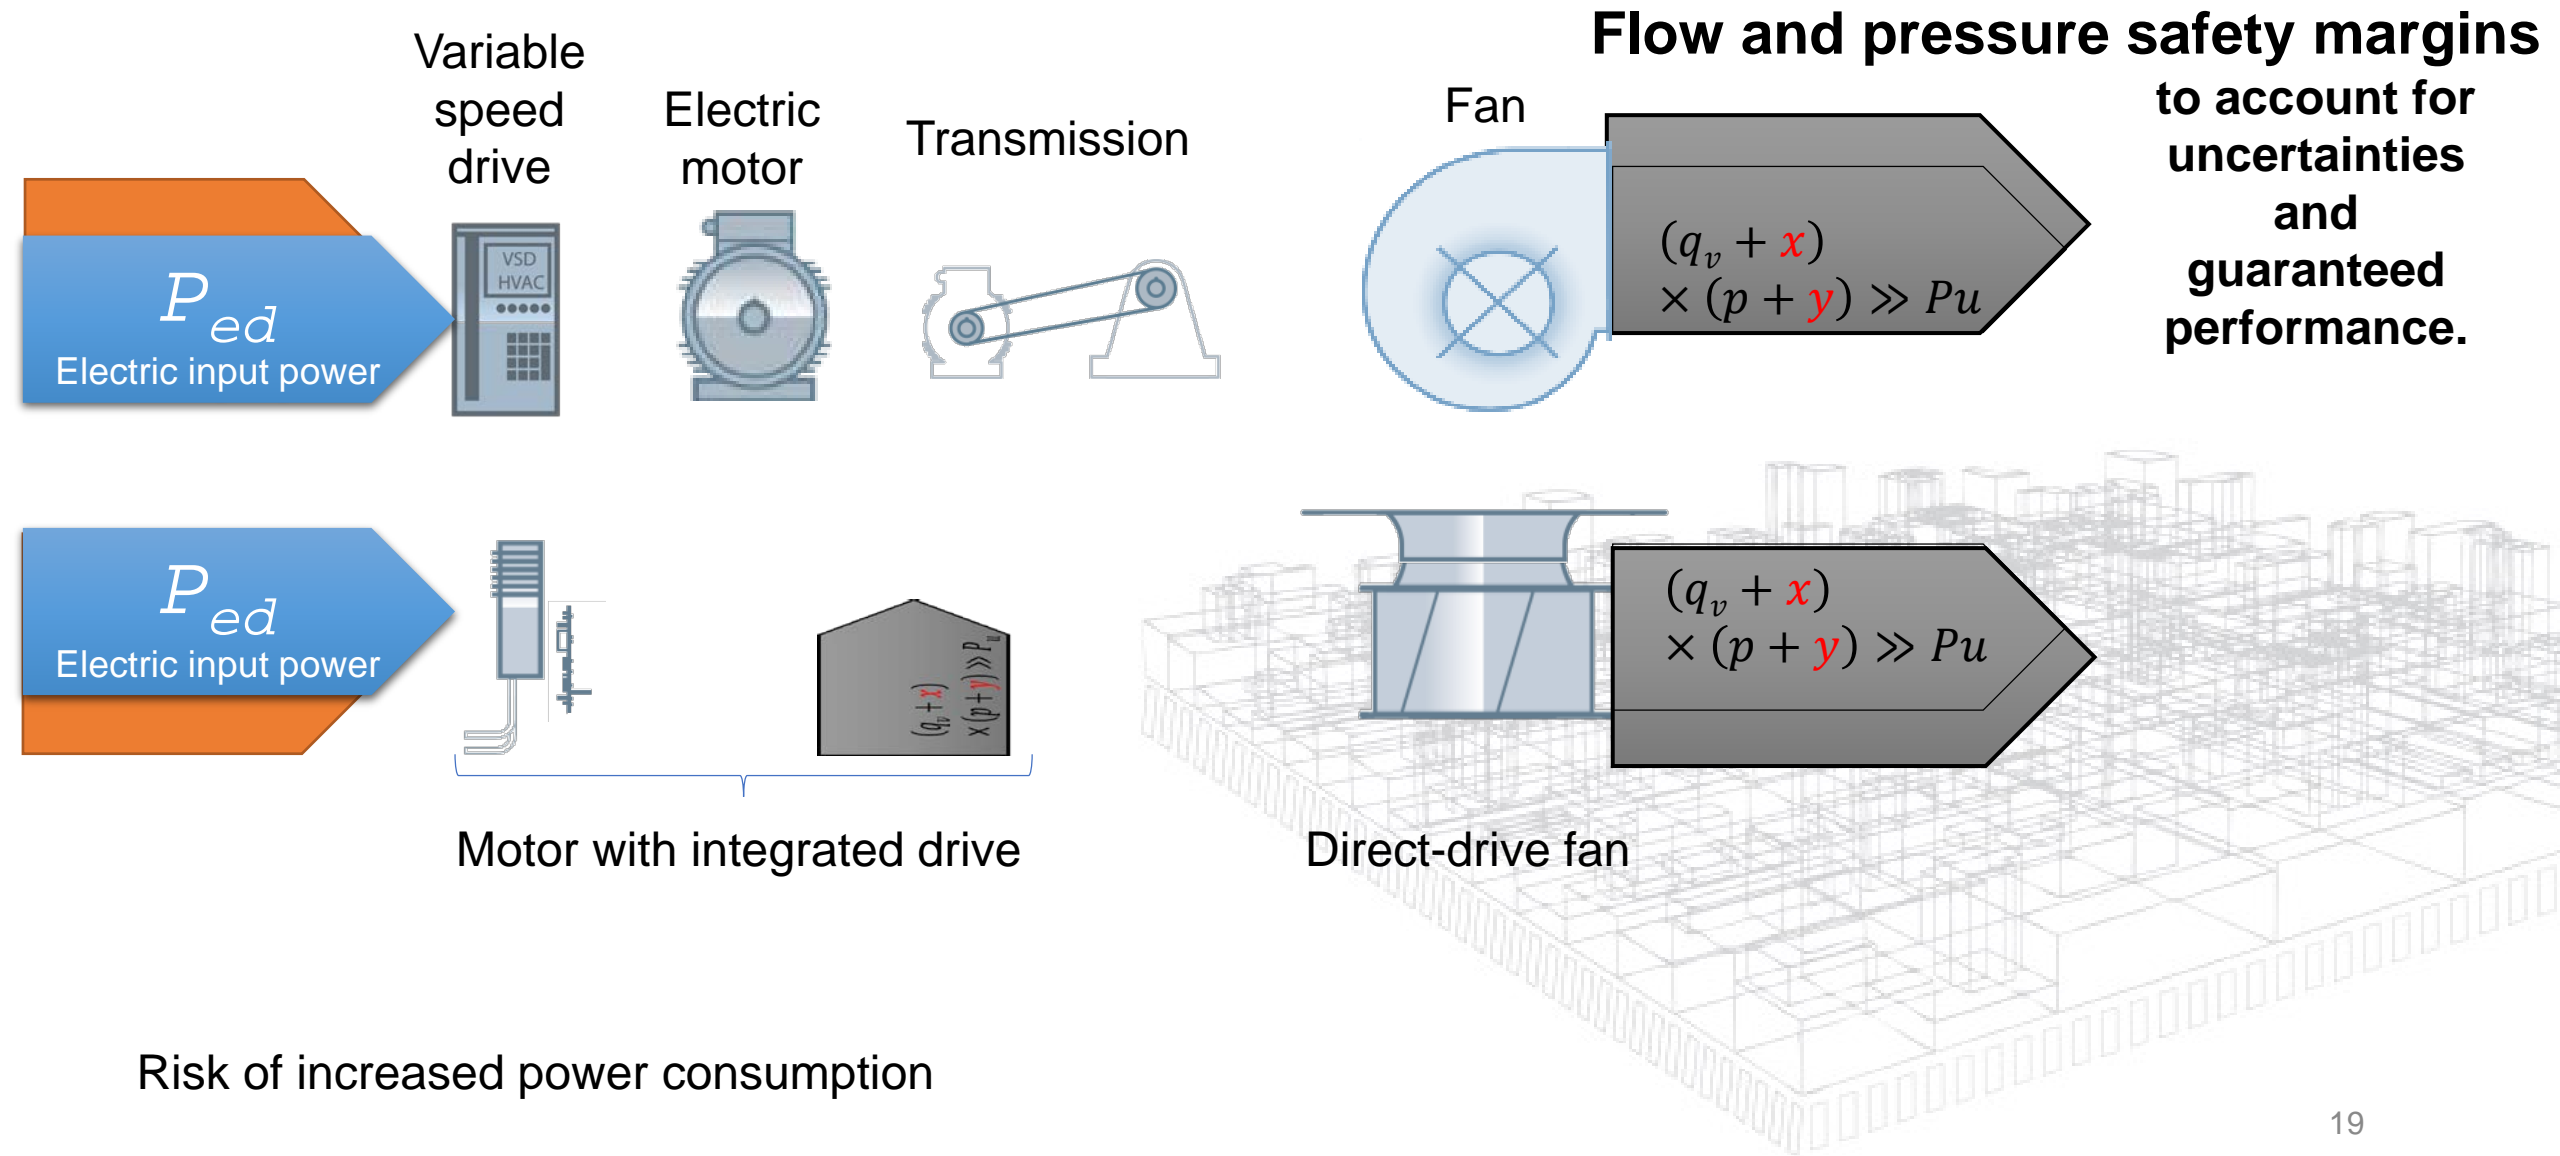 Flow and pressure safety margins
to account for
uncertainties
and
guaranteed
performance.
Variable
speed
drive
Electric
motor
Transmission
Fan
VSD
HVAC
P_ed
Electric input power
(q_v + x)
× (p + y) ≫ Pu
P_ed
Electric input power
(q_v + x)
× (p + y) ≫ P_u
(q_v + x)
× (p + y) ≫ Pu
Motor with integrated drive
Direct-drive fan
Risk of increased power consumption
19